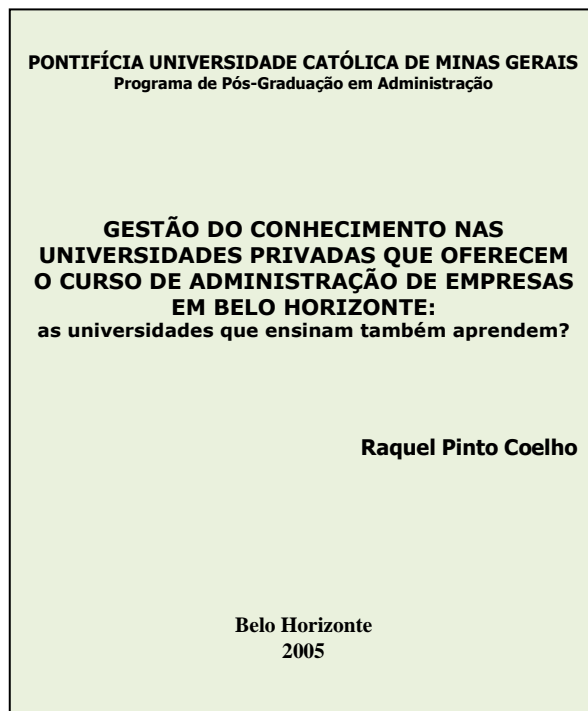 PONTIFÍCIA UNIVERSIDADE CATÓLICA DE MINAS GERAIS
Programa de Pós-Graduação em Administração
GESTÃO DO CONHECIMENTO NAS
UNIVERSIDADES PRIVADAS QUE OFERECEM
O CURSO DE ADMINISTRAÇÃO DE EMPRESAS
EM BELO HORIZONTE:
as universidades que ensinam também aprendem?
Raquel Pinto Coelho
Belo Horizonte
2005